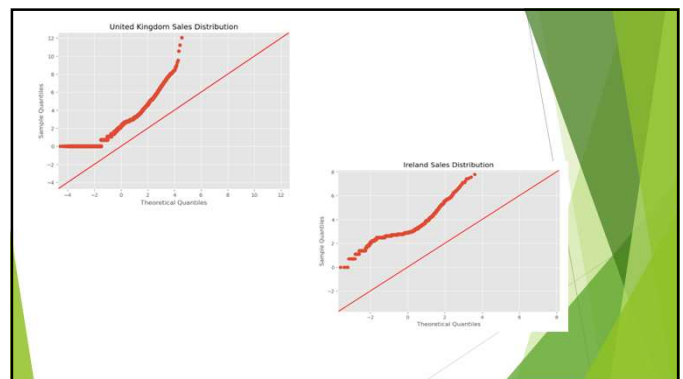 United Kingdom Sales Distribution
12
10
8
6
4
2
0
−2
−4
Sample Quantiles
−4 −2 0 2 4 6 8 10 12
Theoretical Quantiles
Ireland Sales Distribution
8
6
4
2
0
−2
Sample Quantiles
−2 0 2 4 6 8
Theoretical Quantiles